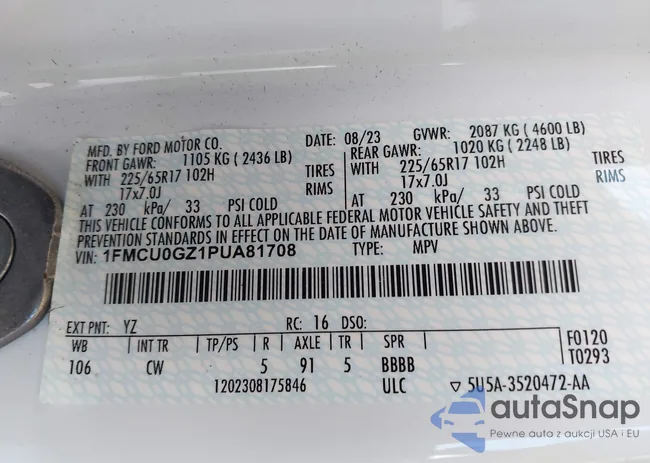 MFD. BY FORD MOTOR CO. DATE: 08/23 GVWR: 2087 KG ( 4600 LB)
FRONT GAWR: 1105 KG ( 2436 LB) REAR GAWR: 1020 KG ( 2248 LB)
WITH 225/65R17 102H TIRES WITH 225/65R17 102H TIRES
17x7.0J RIMS 17x7.0J RIMS
AT 230 kPa/ 33 PSI COLD AT 230 kPa/ 33 PSI COLD
THIS VEHICLE CONFORMS TO ALL APPLICABLE FEDERAL MOTOR VEHICLE SAFETY AND THEFT
PREVENTION STANDARDS IN EFFECT ON THE DATE OF MANUFACTURE SHOWN ABOVE.
VIN: 1FMCU0GZ1PUA81708 TYPE: MPV
EXT PNT: YZ RC: 16 DSO:
WB INT TR TP/PS R AXLE TR SPR F0120
106 CW 5 91 5 BBBB T0293
1202308175846 ULC ▽ 5U5A-3520472-AA
autaSnap
Pewne auta z aukcji USA i EU